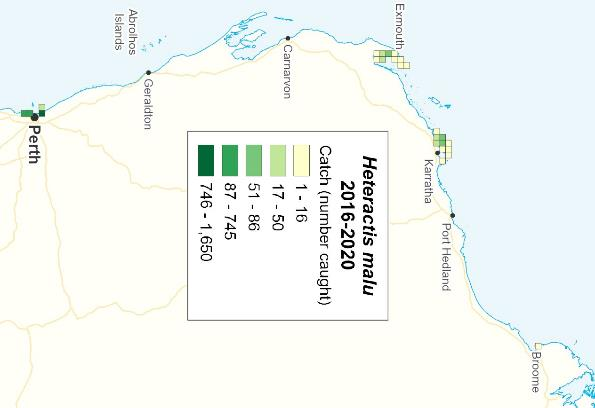 Heteractis malu
2016-2020
Catch (number caught)
1 - 16
17 - 50
51 - 86
87 - 745
746 - 1,650
Broome
Port Hedland
Karratha
Exmouth
Carnarvon
Geraldton
Abrolhos
Islands
Perth